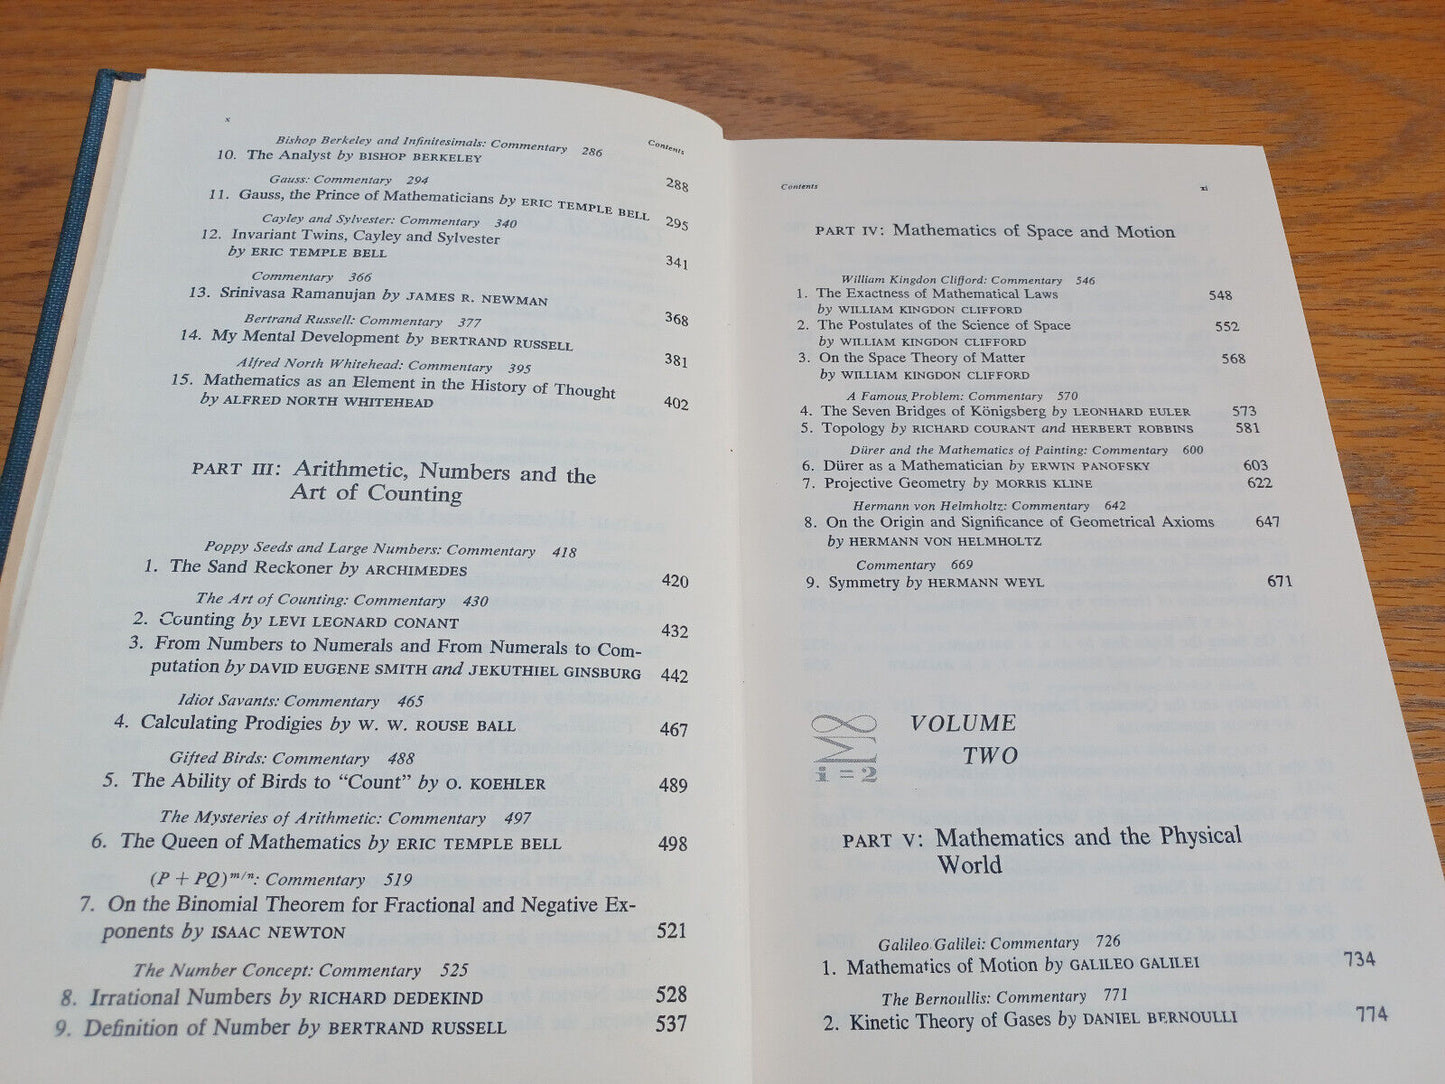 x
Contents
Bishop Berkeley and Infinitesimals: Commentary 286
10. The Analyst by BISHOP BERKELEY 288
Gauss: Commentary 294
11. Gauss, the Prince of Mathematicians by ERIC TEMPLE BELL 295
Cayley and Sylvester: Commentary 340
12. Invariant Twins, Cayley and Sylvester
by ERIC TEMPLE BELL 341
Commentary 366
13. Srinivasa Ramanujan by JAMES R. NEWMAN 368
Bertrand Russell: Commentary 377
14. My Mental Development by BERTRAND RUSSELL 381
Alfred North Whitehead: Commentary 395
15. Mathematics as an Element in the History of Thought
by ALFRED NORTH WHITEHEAD 402
PART III: Arithmetic, Numbers and the
Art of Counting
Poppy Seeds and Large Numbers: Commentary 418
1. The Sand Reckoner by ARCHIMEDES 420
The Art of Counting: Commentary 430
2. Counting by LEVI LEONARD CONANT 432
3. From Numbers to Numerals and From Numerals to Com-
putation by DAVID EUGENE SMITH and JEKUTHIEL GINSBURG 442
Idiot Savants: Commentary 465
4. Calculating Prodigies by W. W. ROUSE BALL 467
Gifted Birds: Commentary 488
5. The Ability of Birds to “Count” by O. KOEHLER 489
The Mysteries of Arithmetic: Commentary 497
6. The Queen of Mathematics by ERIC TEMPLE BELL 498
(P + PQ)^m/n: Commentary 519
7. On the Binomial Theorem for Fractional and Negative Ex-
ponents by ISAAC NEWTON 521
The Number Concept: Commentary 525
8. Irrational Numbers by RICHARD DEDEKIND 528
9. Definition of Number by BERTRAND RUSSELL 537
Contents
xi
PART IV: Mathematics of Space and Motion
William Kingdon Clifford: Commentary 546
1. The Exactness of Mathematical Laws 548
by WILLIAM KINGDON CLIFFORD
2. The Postulates of the Science of Space 552
by WILLIAM KINGDON CLIFFORD
3. On the Space Theory of Matter 568
by WILLIAM KINGDON CLIFFORD
A Famous Problem: Commentary 570
4. The Seven Bridges of Königsberg by LEONHARD EULER 573
5. Topology by RICHARD COURANT and HERBERT ROBBINS 581
Dürer and the Mathematics of Painting: Commentary 600
6. Dürer as a Mathematician by ERWIN PANOFSKY 603
7. Projective Geometry by MORRIS KLINE 622
Hermann von Helmholtz: Commentary 642
8. On the Origin and Significance of Geometrical Axioms 647
by HERMANN VON HELMHOLTZ
Commentary 669
9. Symmetry by HERMANN WEYL 671
M∞
i = 2
VOLUME
TWO
PART V: Mathematics and the Physical
World
Galileo Galilei: Commentary 726
1. Mathematics of Motion by GALILEO GALILEI 734
The Bernoullis: Commentary 771
2. Kinetic Theory of Gases by DANIEL BERNOULLI 774